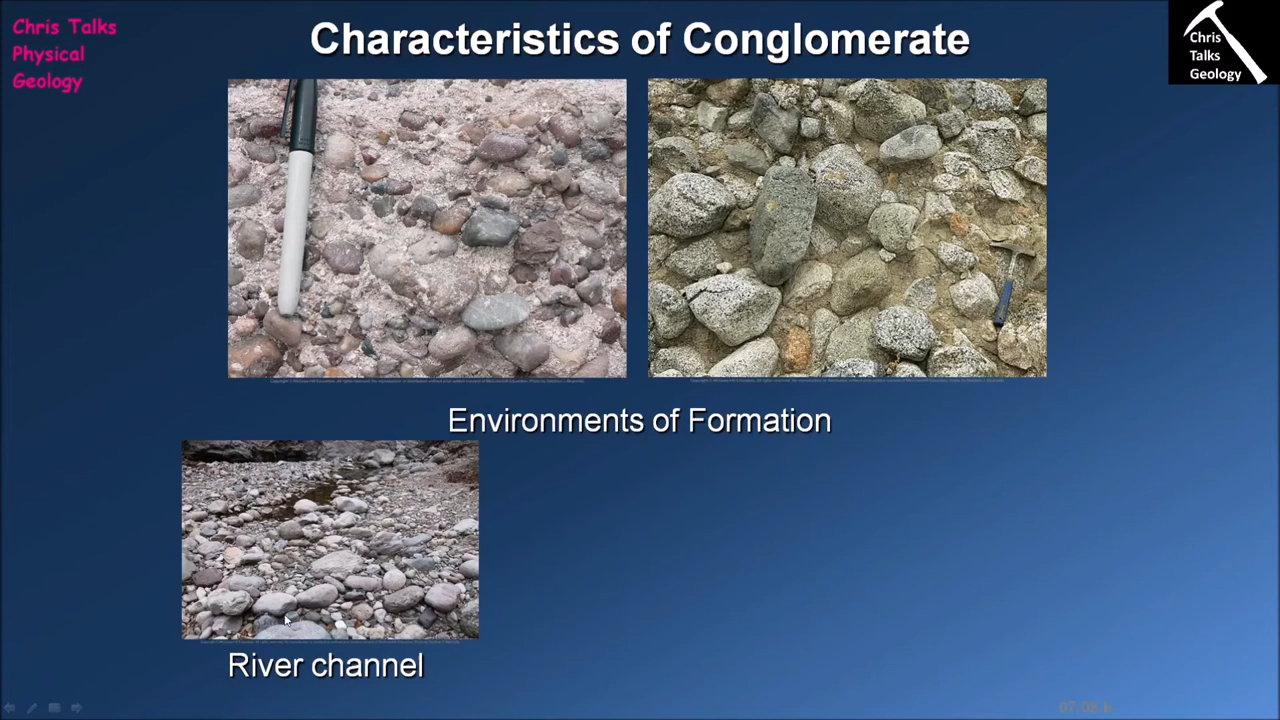 Chris Talks
Physical
Geology
Characteristics of Conglomerate
Chris
Talks
Geology
Environments of Formation
River channel